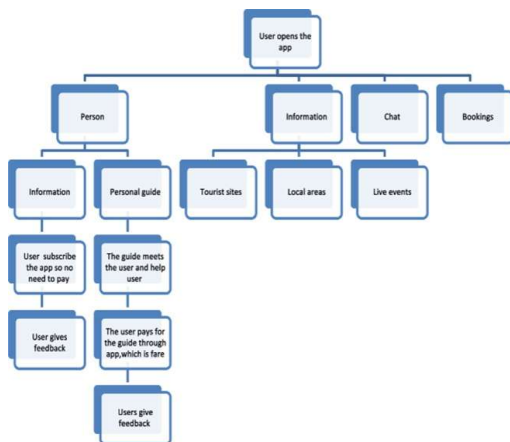 User opens the
app
Person
Information
Chat
Bookings
Information
Personal guide
Tourist sites
Local areas
Live events
User subscribe
the app so no
need to pay
The guide meets
the user and help
user
User gives
feedback
The user pays for
the guide through
app,which is fare
Users give
feedback